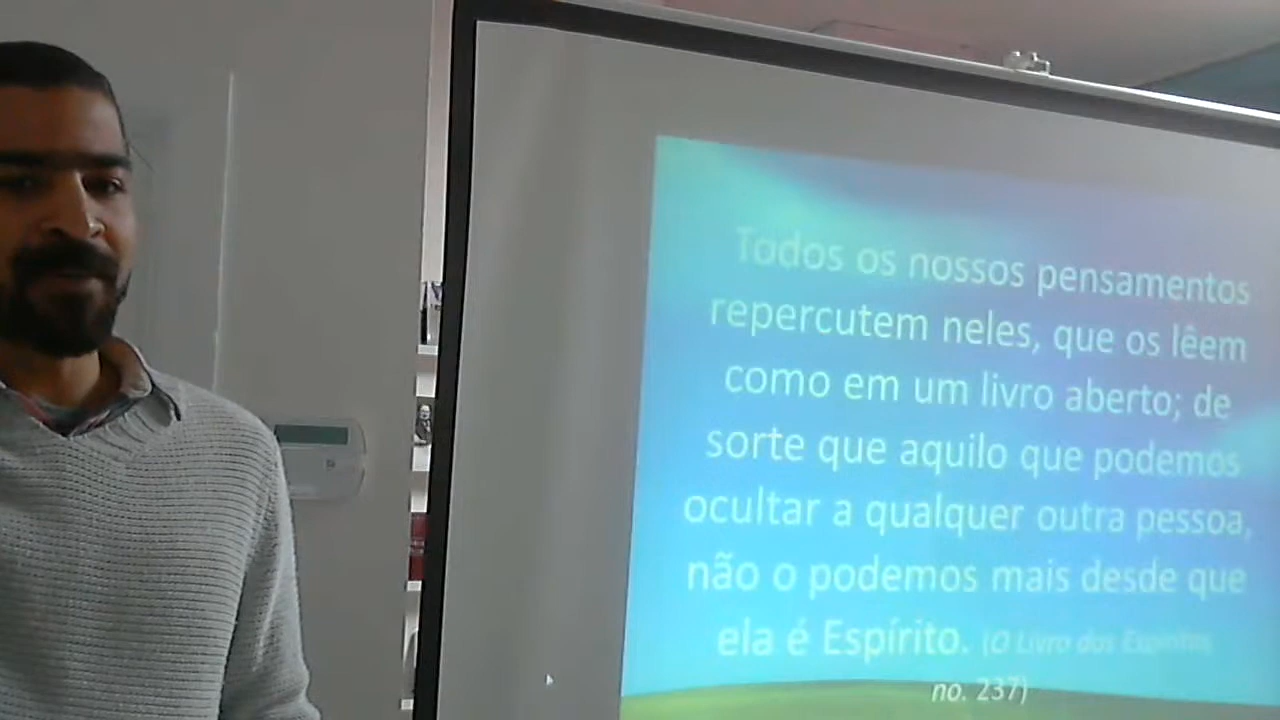 Todos os nossos pensamentos
repercutem neles, que os lêem
como em um livro aberto; de
sorte que aquilo que podemos
ocultar a qualquer outra pessoa,
não o podemos mais desde que
ela é Espírito. (O Livro dos Espíritos,
no. 237)